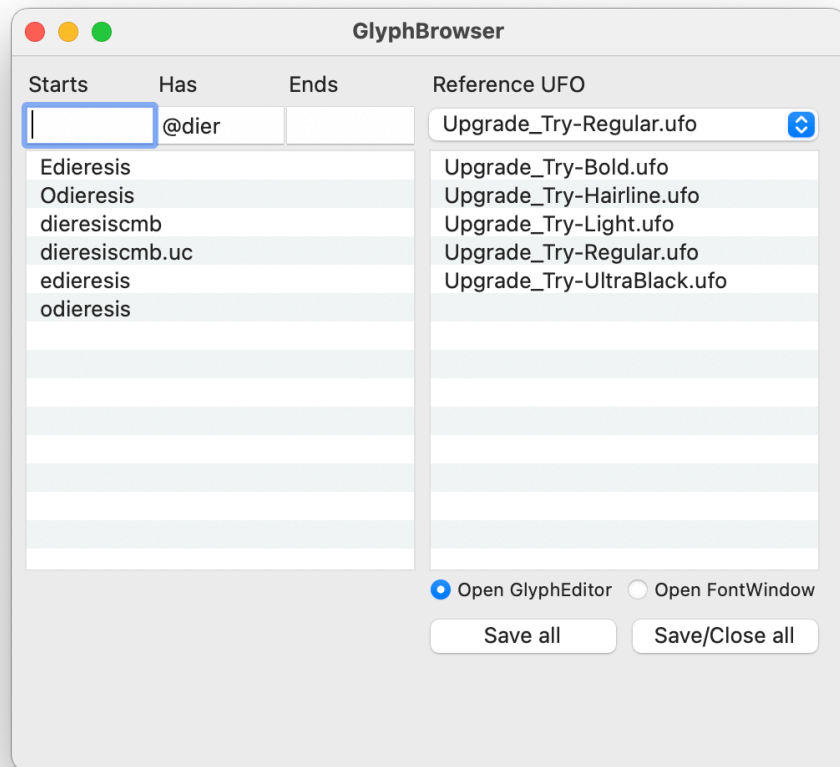 GlyphBrowser
Starts Has Ends Reference UFO
@dier Upgrade_Try-Regular.ufo
Edieresis Upgrade_Try-Bold.ufo
Odieresis Upgrade_Try-Hairline.ufo
dieresiscmb Upgrade_Try-Light.ufo
dieresiscmb.uc Upgrade_Try-Regular.ufo
edieresis Upgrade_Try-UltraBlack.ufo
odieresis
Open GlyphEditor Open FontWindow
Save all Save/Close all